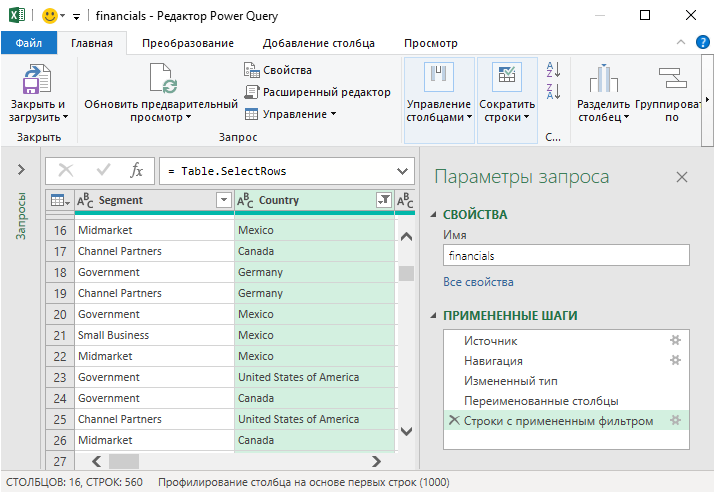 financials - Редактор Power Query
Файл Главная Преобразование Добавление столбца Просмотр
Закрыть и загрузить
Закрыть
Обновить предварительный просмотр
Свойства
Расширенный редактор
Управление
Запрос
Управление столбцами
Сократить строки
С...
Разделить столбец
Группироват по
Запросы
fx = Table.SelectRows
ABC Segment ABC Country ABC
16 Midmarket Mexico
17 Channel Partners Canada
18 Government Germany
19 Channel Partners Germany
20 Government Mexico
21 Small Business Mexico
22 Midmarket Mexico
23 Government United States of America
24 Government Canada
25 Channel Partners United States of America
26 Midmarket Canada
27
Параметры запроса
СВОЙСТВА
Имя
financials
Все свойства
ПРИМЕНЕННЫЕ ШАГИ
Источник
Навигация
Измененный тип
Переименованные столбцы
Строки с примененным фильтром
СТОЛБЦОВ: 16, СТРОК: 560 Профилирование столбца на основе первых строк (1000)